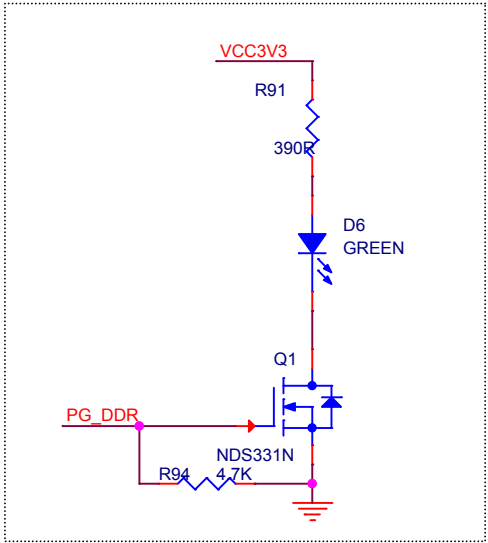 VCC3V3
R91
390R
D6
GREEN
Q1
PG_DDR
NDS331N
R94 4.7K